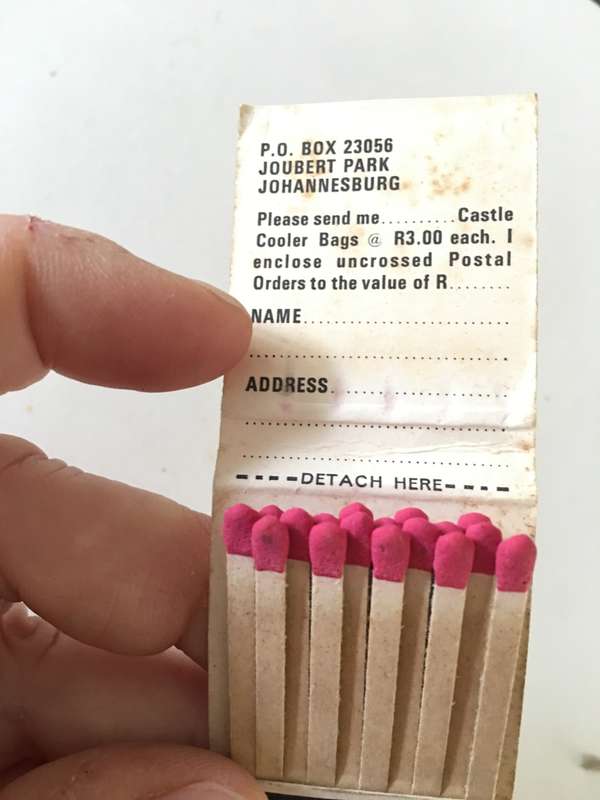 P.O. BOX 23056
JOUBERT PARK
JOHANNESBURG
Please send me..........Castle
Cooler Bags @ R3.00 each. I
enclose uncrossed Postal
Orders to the value of R........
NAME..............................
..................................
ADDRESS..........................
..................................
..................................
----DETACH HERE----